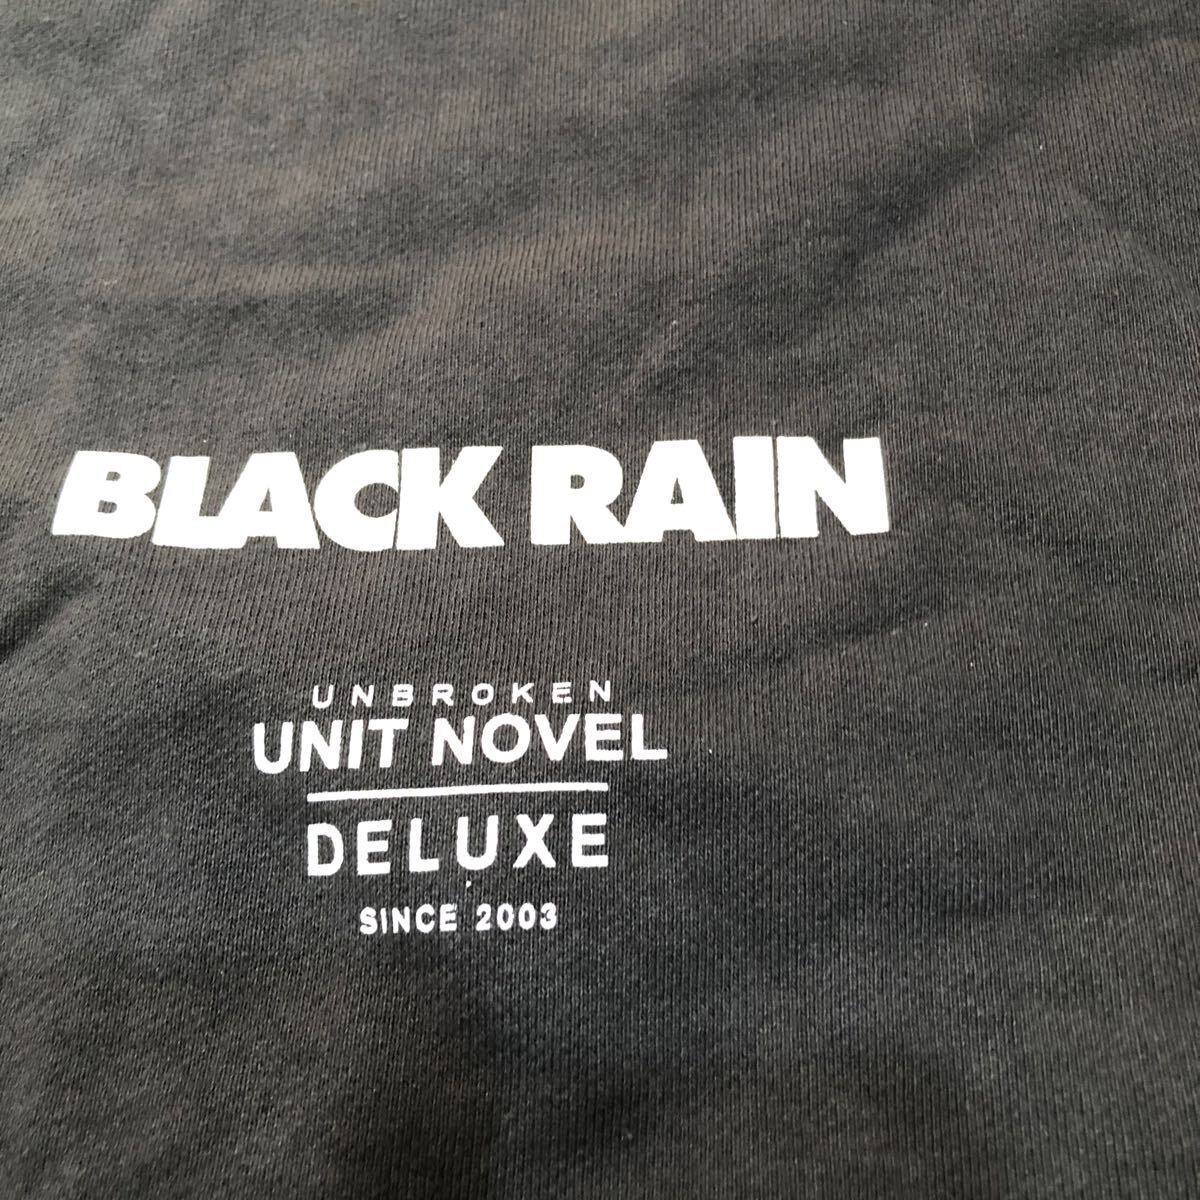 BLACK RAIN
UNBROKEN
UNIT NOVEL
DELUXE
SINCE 2003